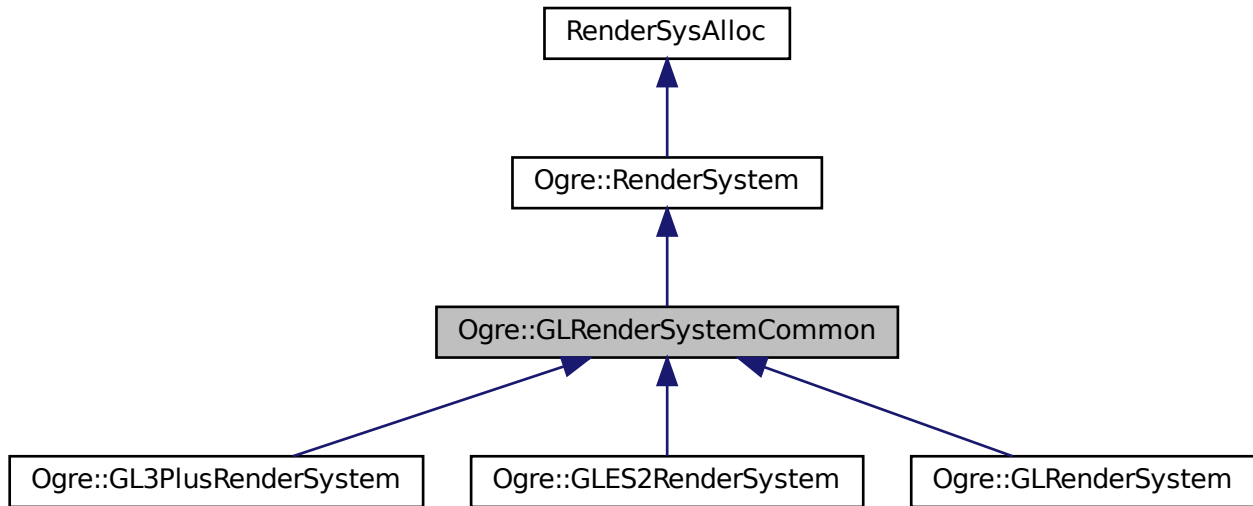 RenderSysAlloc
Ogre::RenderSystem
Ogre::GLRenderSystemCommon
Ogre::GL3PlusRenderSystem
Ogre::GLES2RenderSystem
Ogre::GLRenderSystem